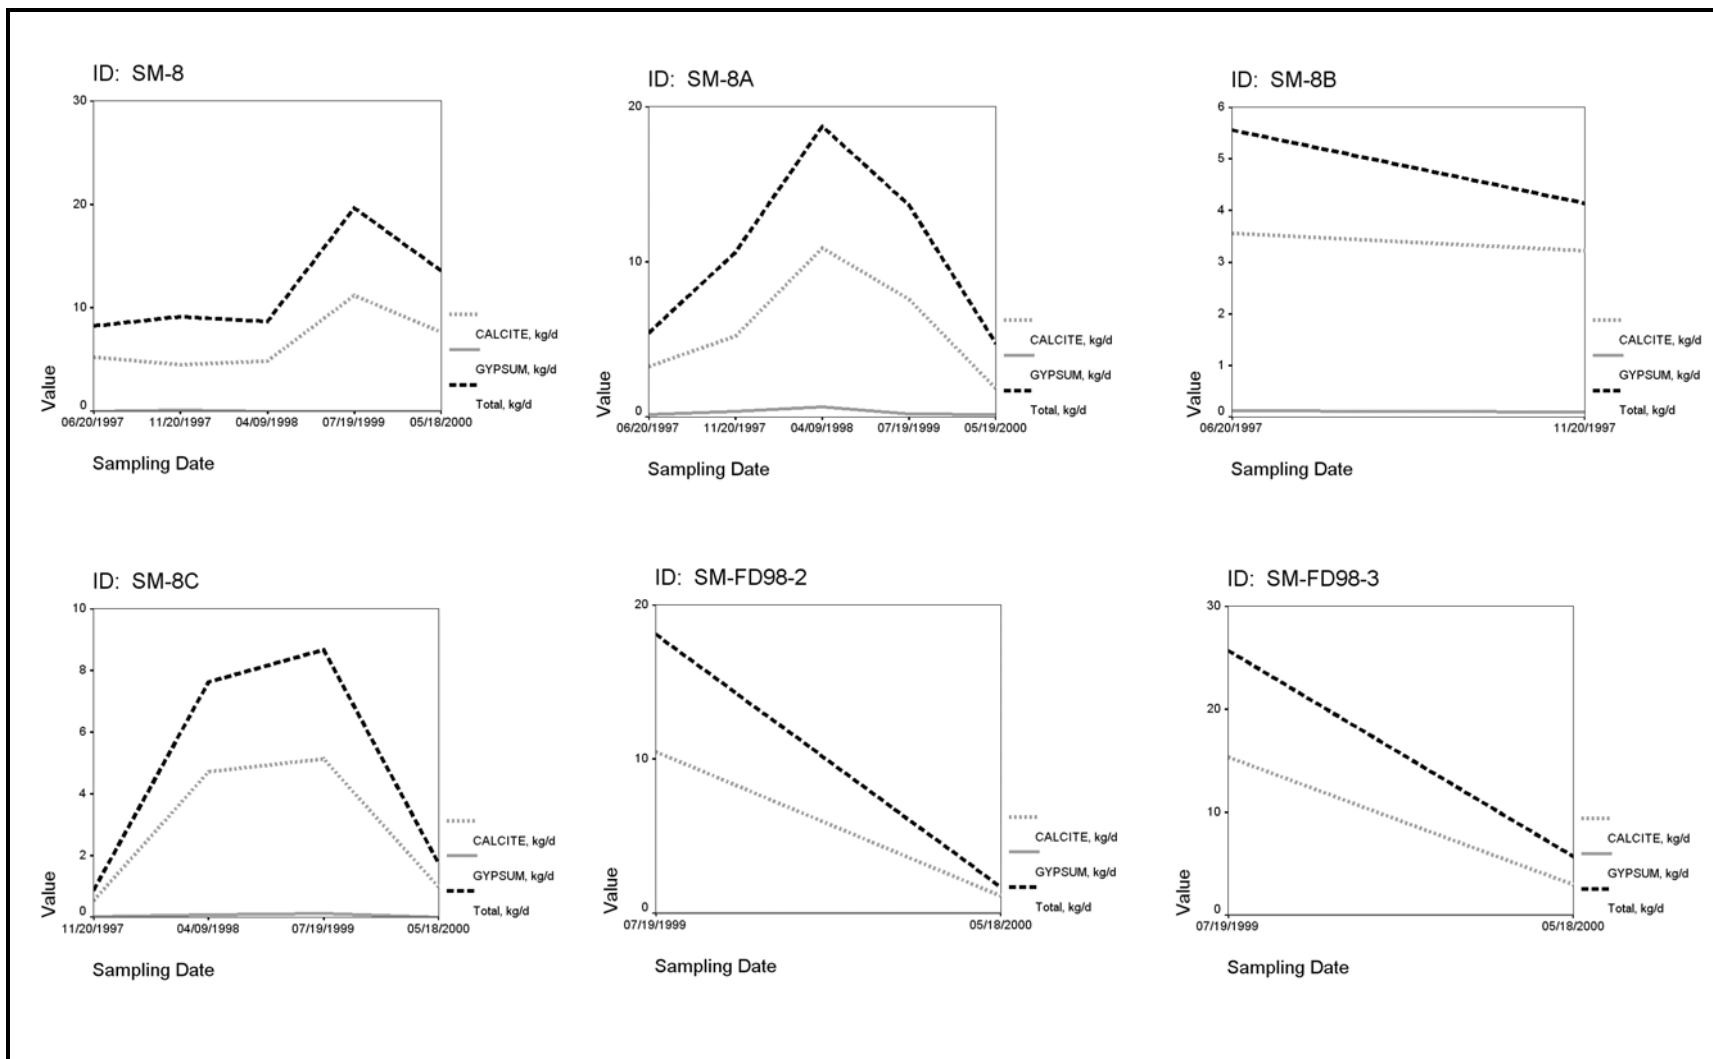 ID: SM-8
30
20
10
0
Value
06/20/1997 11/20/1997 04/09/1998 07/19/1999 05/18/2000
Sampling Date
CALCITE, kg/d
GYPSUM, kg/d
Total, kg/d
ID: SM-8A
20
10
0
Value
06/20/1997 11/20/1997 04/09/1998 07/19/1999 05/19/2000
Sampling Date
CALCITE, kg/d
GYPSUM, kg/d
Total, kg/d
ID: SM-8B
6
5
4
3
2
1
0
Value
06/20/1997 11/20/1997
Sampling Date
CALCITE, kg/d
GYPSUM, kg/d
Total, kg/d
ID: SM-8C
10
8
6
4
2
0
Value
11/20/1997 04/09/1998 07/19/1999 05/18/2000
Sampling Date
CALCITE, kg/d
GYPSUM, kg/d
Total, kg/d
ID: SM-FD98-2
20
10
0
Value
07/19/1999 05/18/2000
Sampling Date
CALCITE, kg/d
GYPSUM, kg/d
Total, kg/d
ID: SM-FD98-3
30
20
10
0
Value
07/19/1999 05/18/2000
Sampling Date
CALCITE, kg/d
GYPSUM, kg/d
Total, kg/d